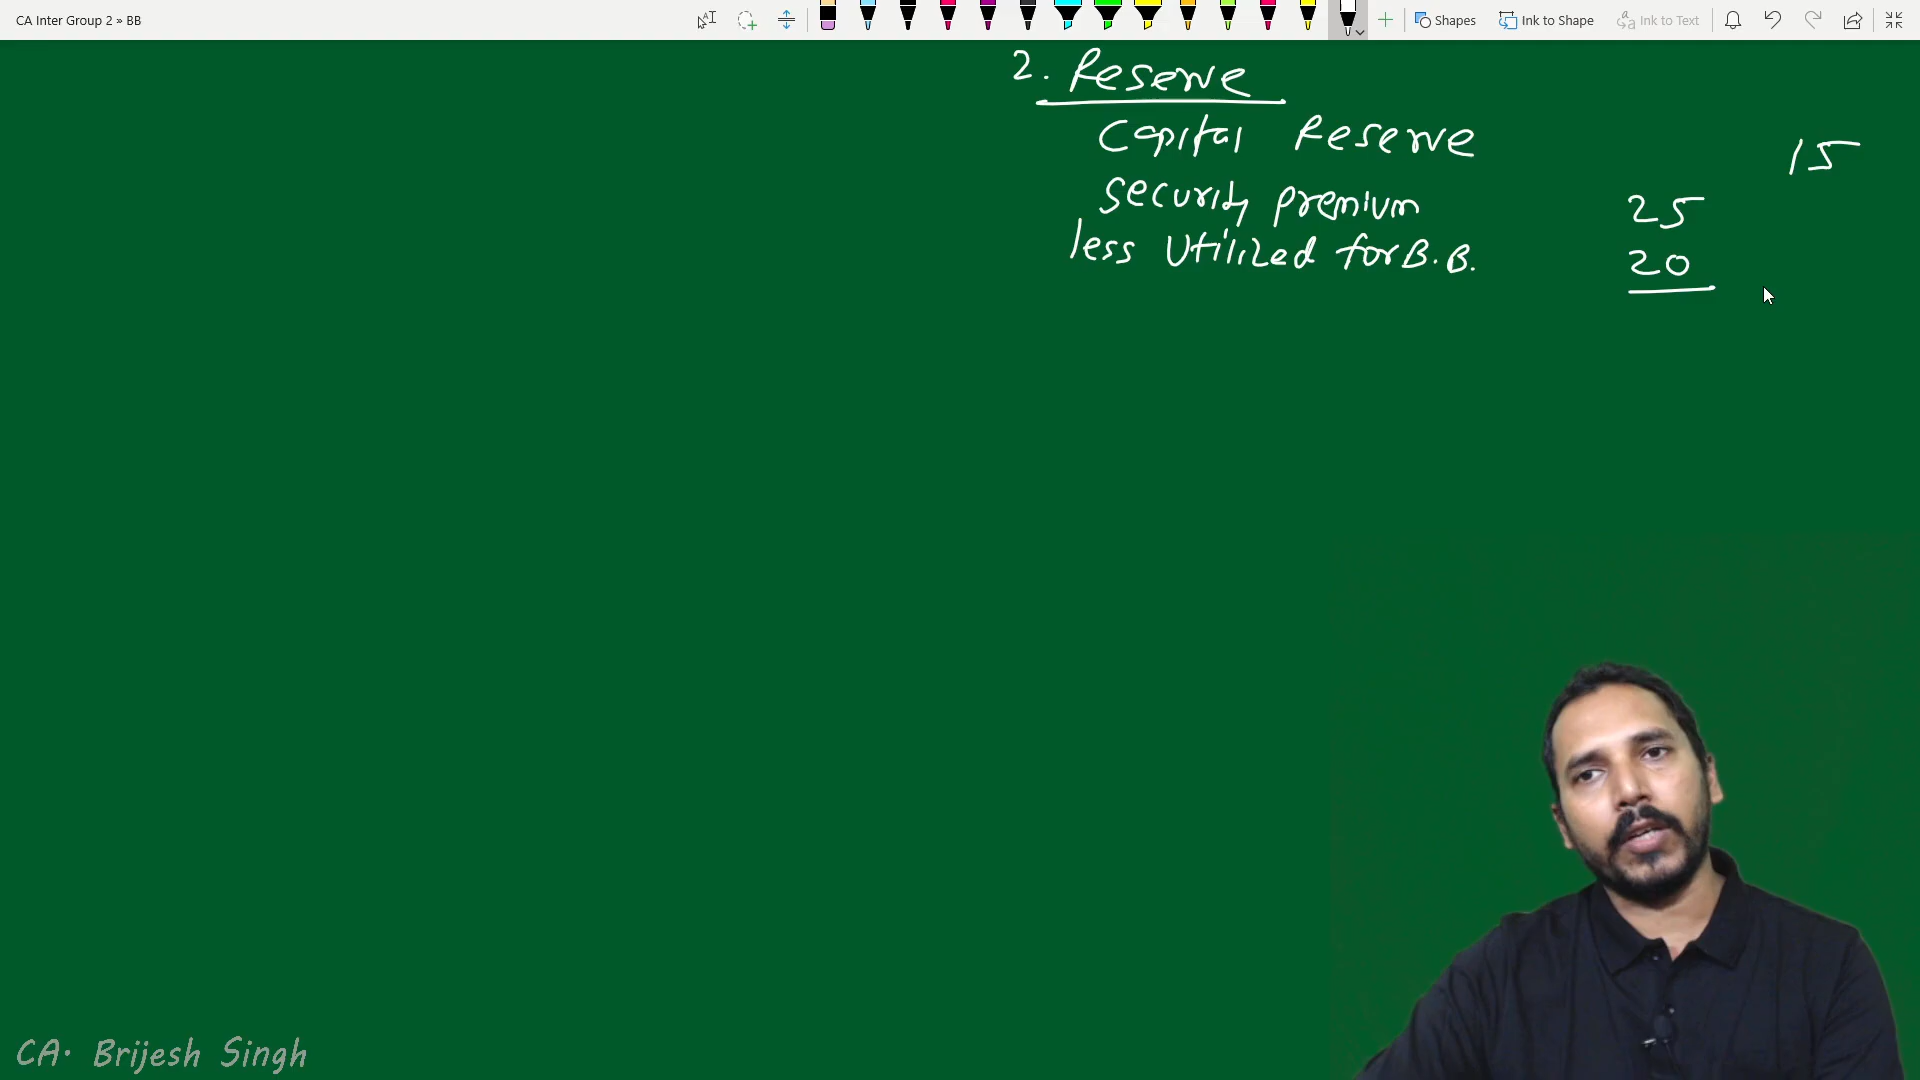 CA Inter Group 2 » BB
Shapes
Ink to Shape
Ink to Text
2. Reserve
Capital Reserve 15
Security premium 25
less Utilized for B.B. 20
CA. Brijesh Singh